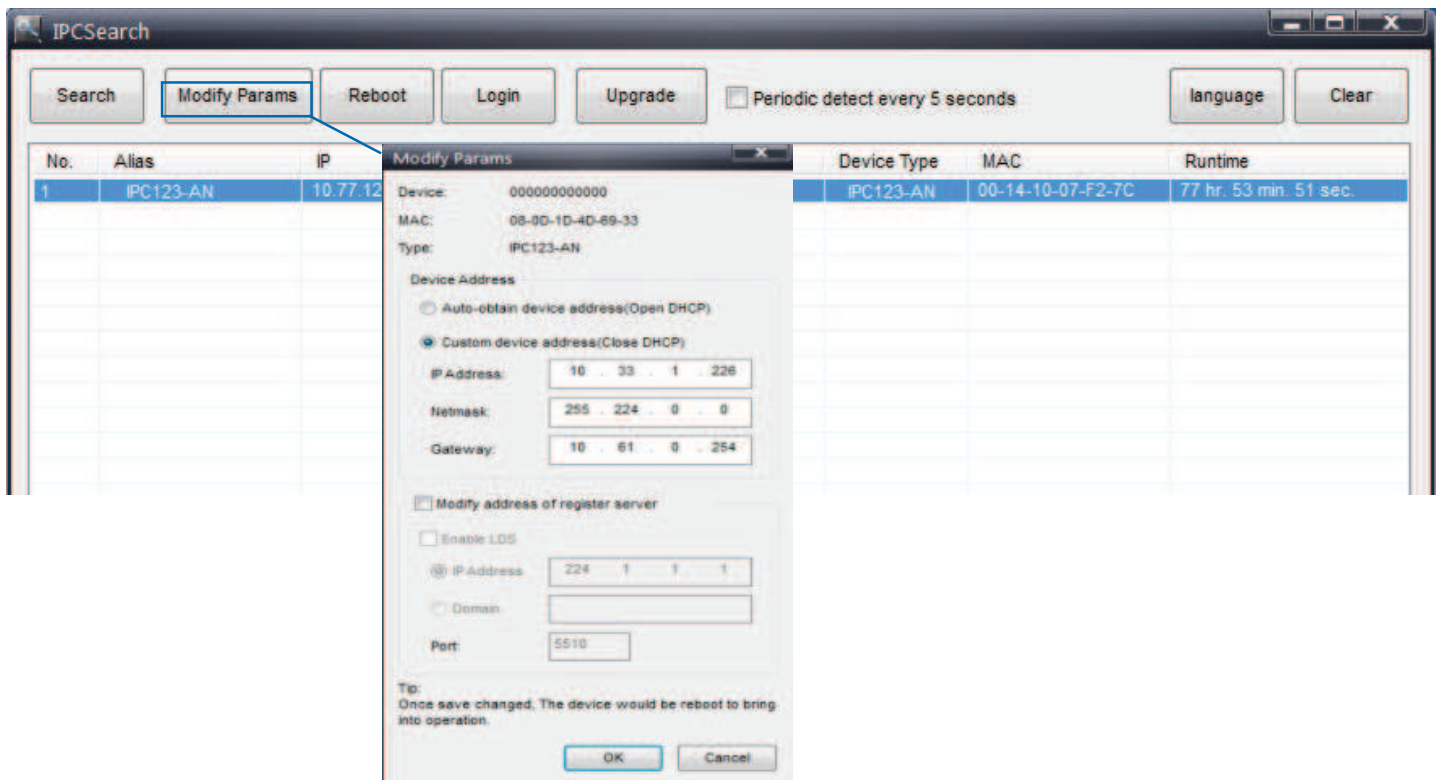 IPCSearch
Search Modify Params Reboot Login Upgrade Periodic detect every 5 seconds language Clear
No. Alias IP Device Type MAC Runtime
1 IPC123-AN 10.77.12 IPC123-AN 00-14-10-07-F2-7C 77 hr. 53 min. 51 sec.
Modify Params
Device: 000000000000
MAC: 08-0D-1D-4D-69-33
Type: IPC123-AN
Device Address
Auto-obtain device address(Open DHCP)
Custom device address(Close DHCP)
IP Address: 10 . 33 . 1 . 226
Netmask: 255 . 224 . 0 . 0
Gateway: 10 . 61 . 0 . 254
Modify address of register server
Enable LDS
IP Address 224 1 1 1
Domain
Port: 5510
Tip:
Once save changed, The device would be reboot to bring
into operation.
OK Cancel